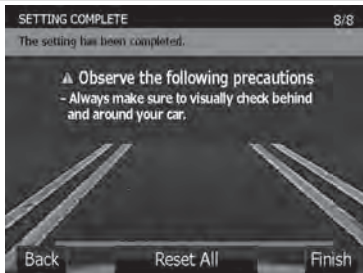 SETTING COMPLETE 8/8
The setting has been completed.
⚠ Observe the following precautions
– Always make sure to visually check behind
and around your car.
Back Reset All Finish